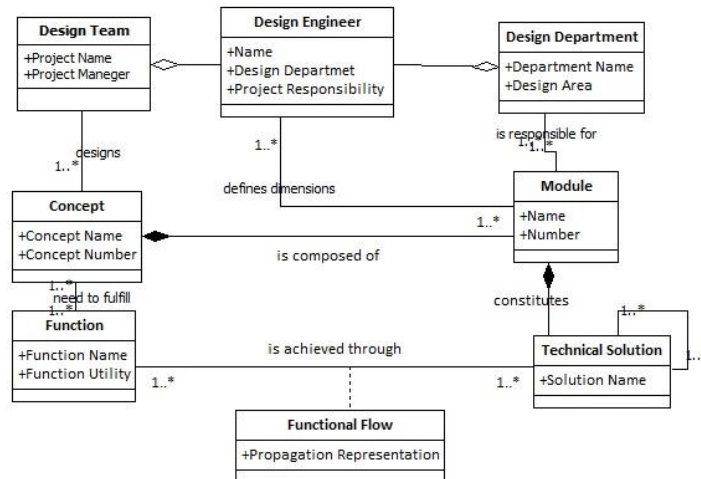 Design Team
+Project Name
+Project Maneger
Design Engineer
+Name
+Design Departmet
+Project Responsibility
Design Department
+Department Name
+Design Area
designs
1..*
1..*
defines dimensions
is responsible for
1..*
1..*
Concept
+Concept Name
+Concept Number
is composed of
1..*
Module
+Name
+Number
1..*
need to fulfill
1..*
constitutes
Function
+Function Name
+Function Utility
is achieved through
1..*
1..*
1..*
1..
Technical Solution
+Solution Name
Functional Flow
+Propagation Representation